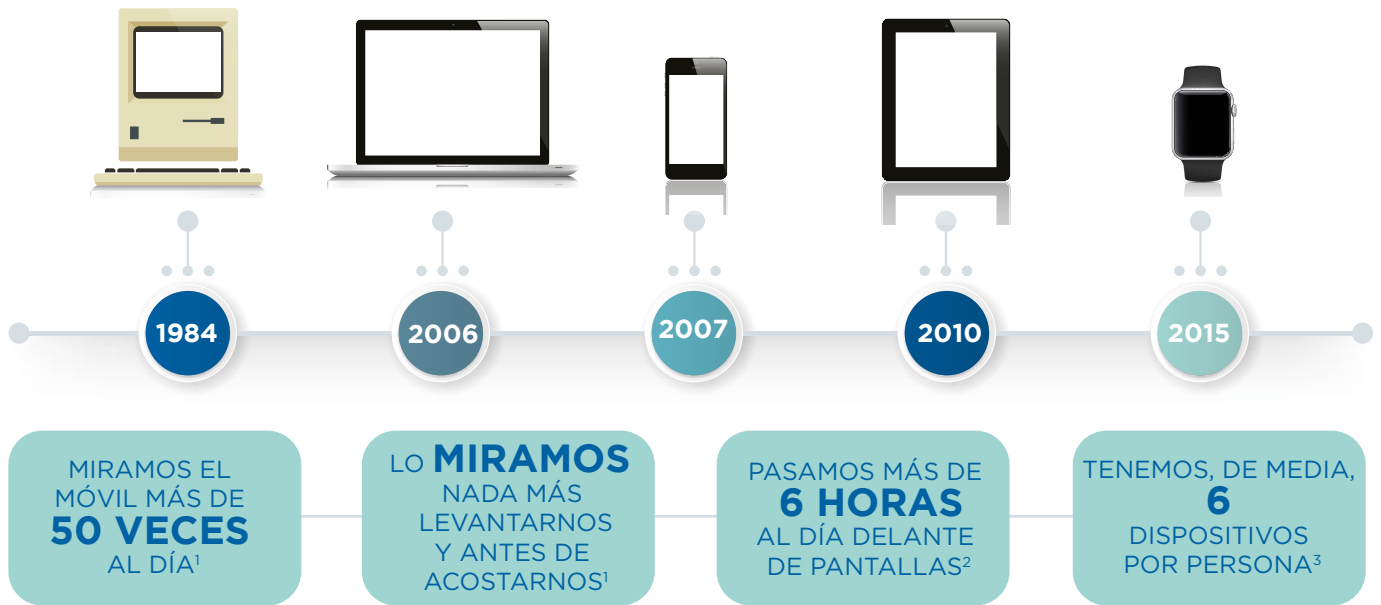 1984
2006
2007
2010
2015
MIRAMOS EL
MÓVIL MÁS DE
50 VECES
AL DÍA¹
LO MIRAMOS
NADA MÁS
LEVANTARNOS
Y ANTES DE
ACOSTARNOS¹
PASAMOS MÁS DE
6 HORAS
AL DÍA DELANTE
DE PANTALLAS²
TENEMOS, DE MEDIA,
6
DISPOSITIVOS
POR PERSONA³